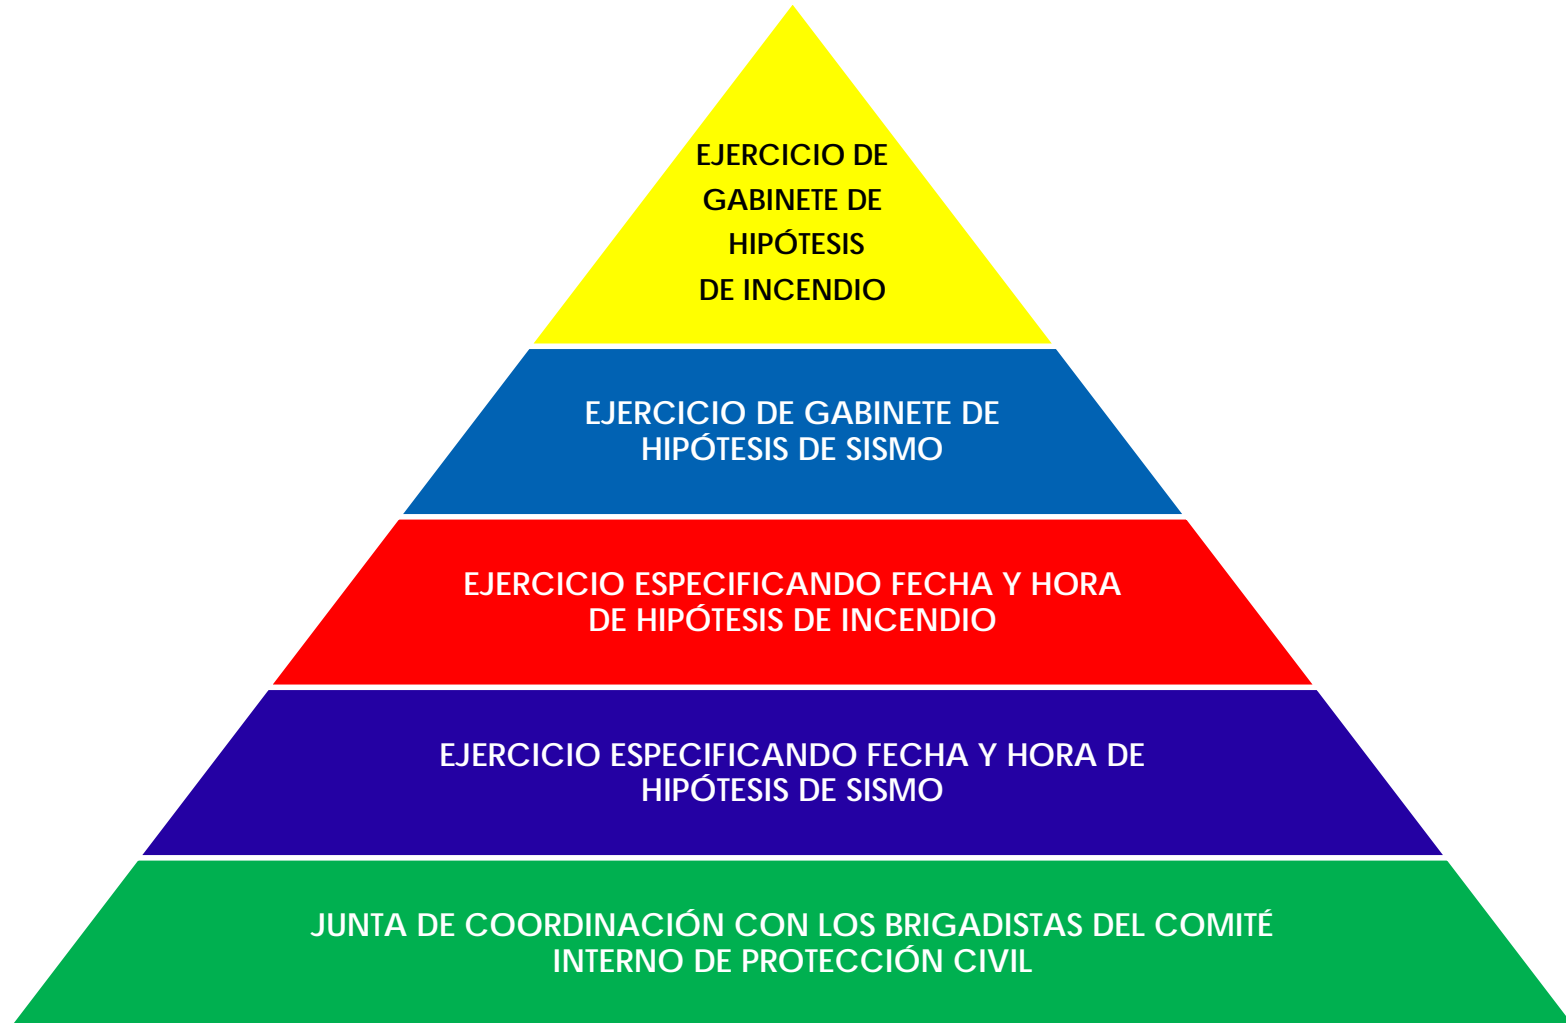 EJERCICIO DE
GABINETE DE
HIPÓTESIS
DE INCENDIO
EJERCICIO DE GABINETE DE
HIPÓTESIS DE SISMO
EJERCICIO ESPECIFICANDO FECHA Y HORA
DE HIPÓTESIS DE INCENDIO
EJERCICIO ESPECIFICANDO FECHA Y HORA DE
HIPÓTESIS DE SISMO
JUNTA DE COORDINACIÓN CON LOS BRIGADISTAS DEL COMITÉ
INTERNO DE PROTECCIÓN CIVIL